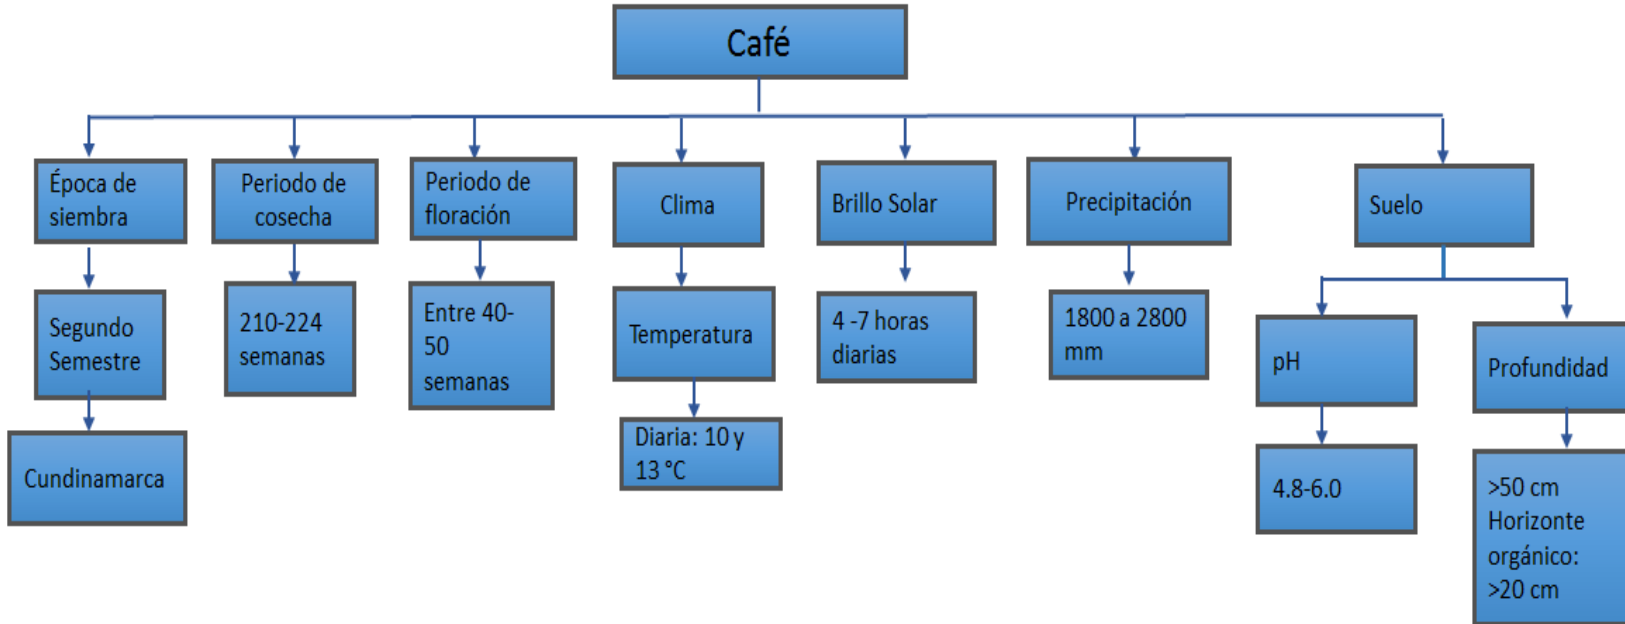 Café
Época de
siembra
Periodo de
cosecha
Periodo de
floración
Clima
Brillo Solar
Precipitación
Suelo
Segundo
Semestre
210-224
semanas
Entre 40-
50
semanas
Temperatura
4 -7 horas
diarias
1800 a 2800
mm
pH
Profundidad
Cundinamarca
Diaria: 10 y
13 °C
4.8-6.0
>50 cm
Horizonte
orgánico:
>20 cm